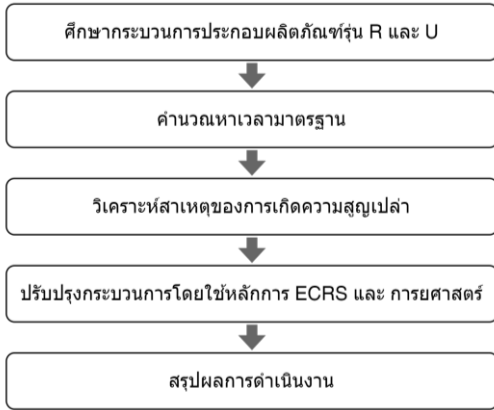 ศึกษากระบวนการประกอบผลิตภัณฑ์รุ่น R และ U
คำนวณหาเวลามาตรฐาน
วิเคราะห์สาเหตุของการเกิดความสูญเปล่า
ปรับปรุงกระบวนการโดยใช้หลักการ ECRS และ การยศาสตร์
สรุปผลการดำเนินงาน